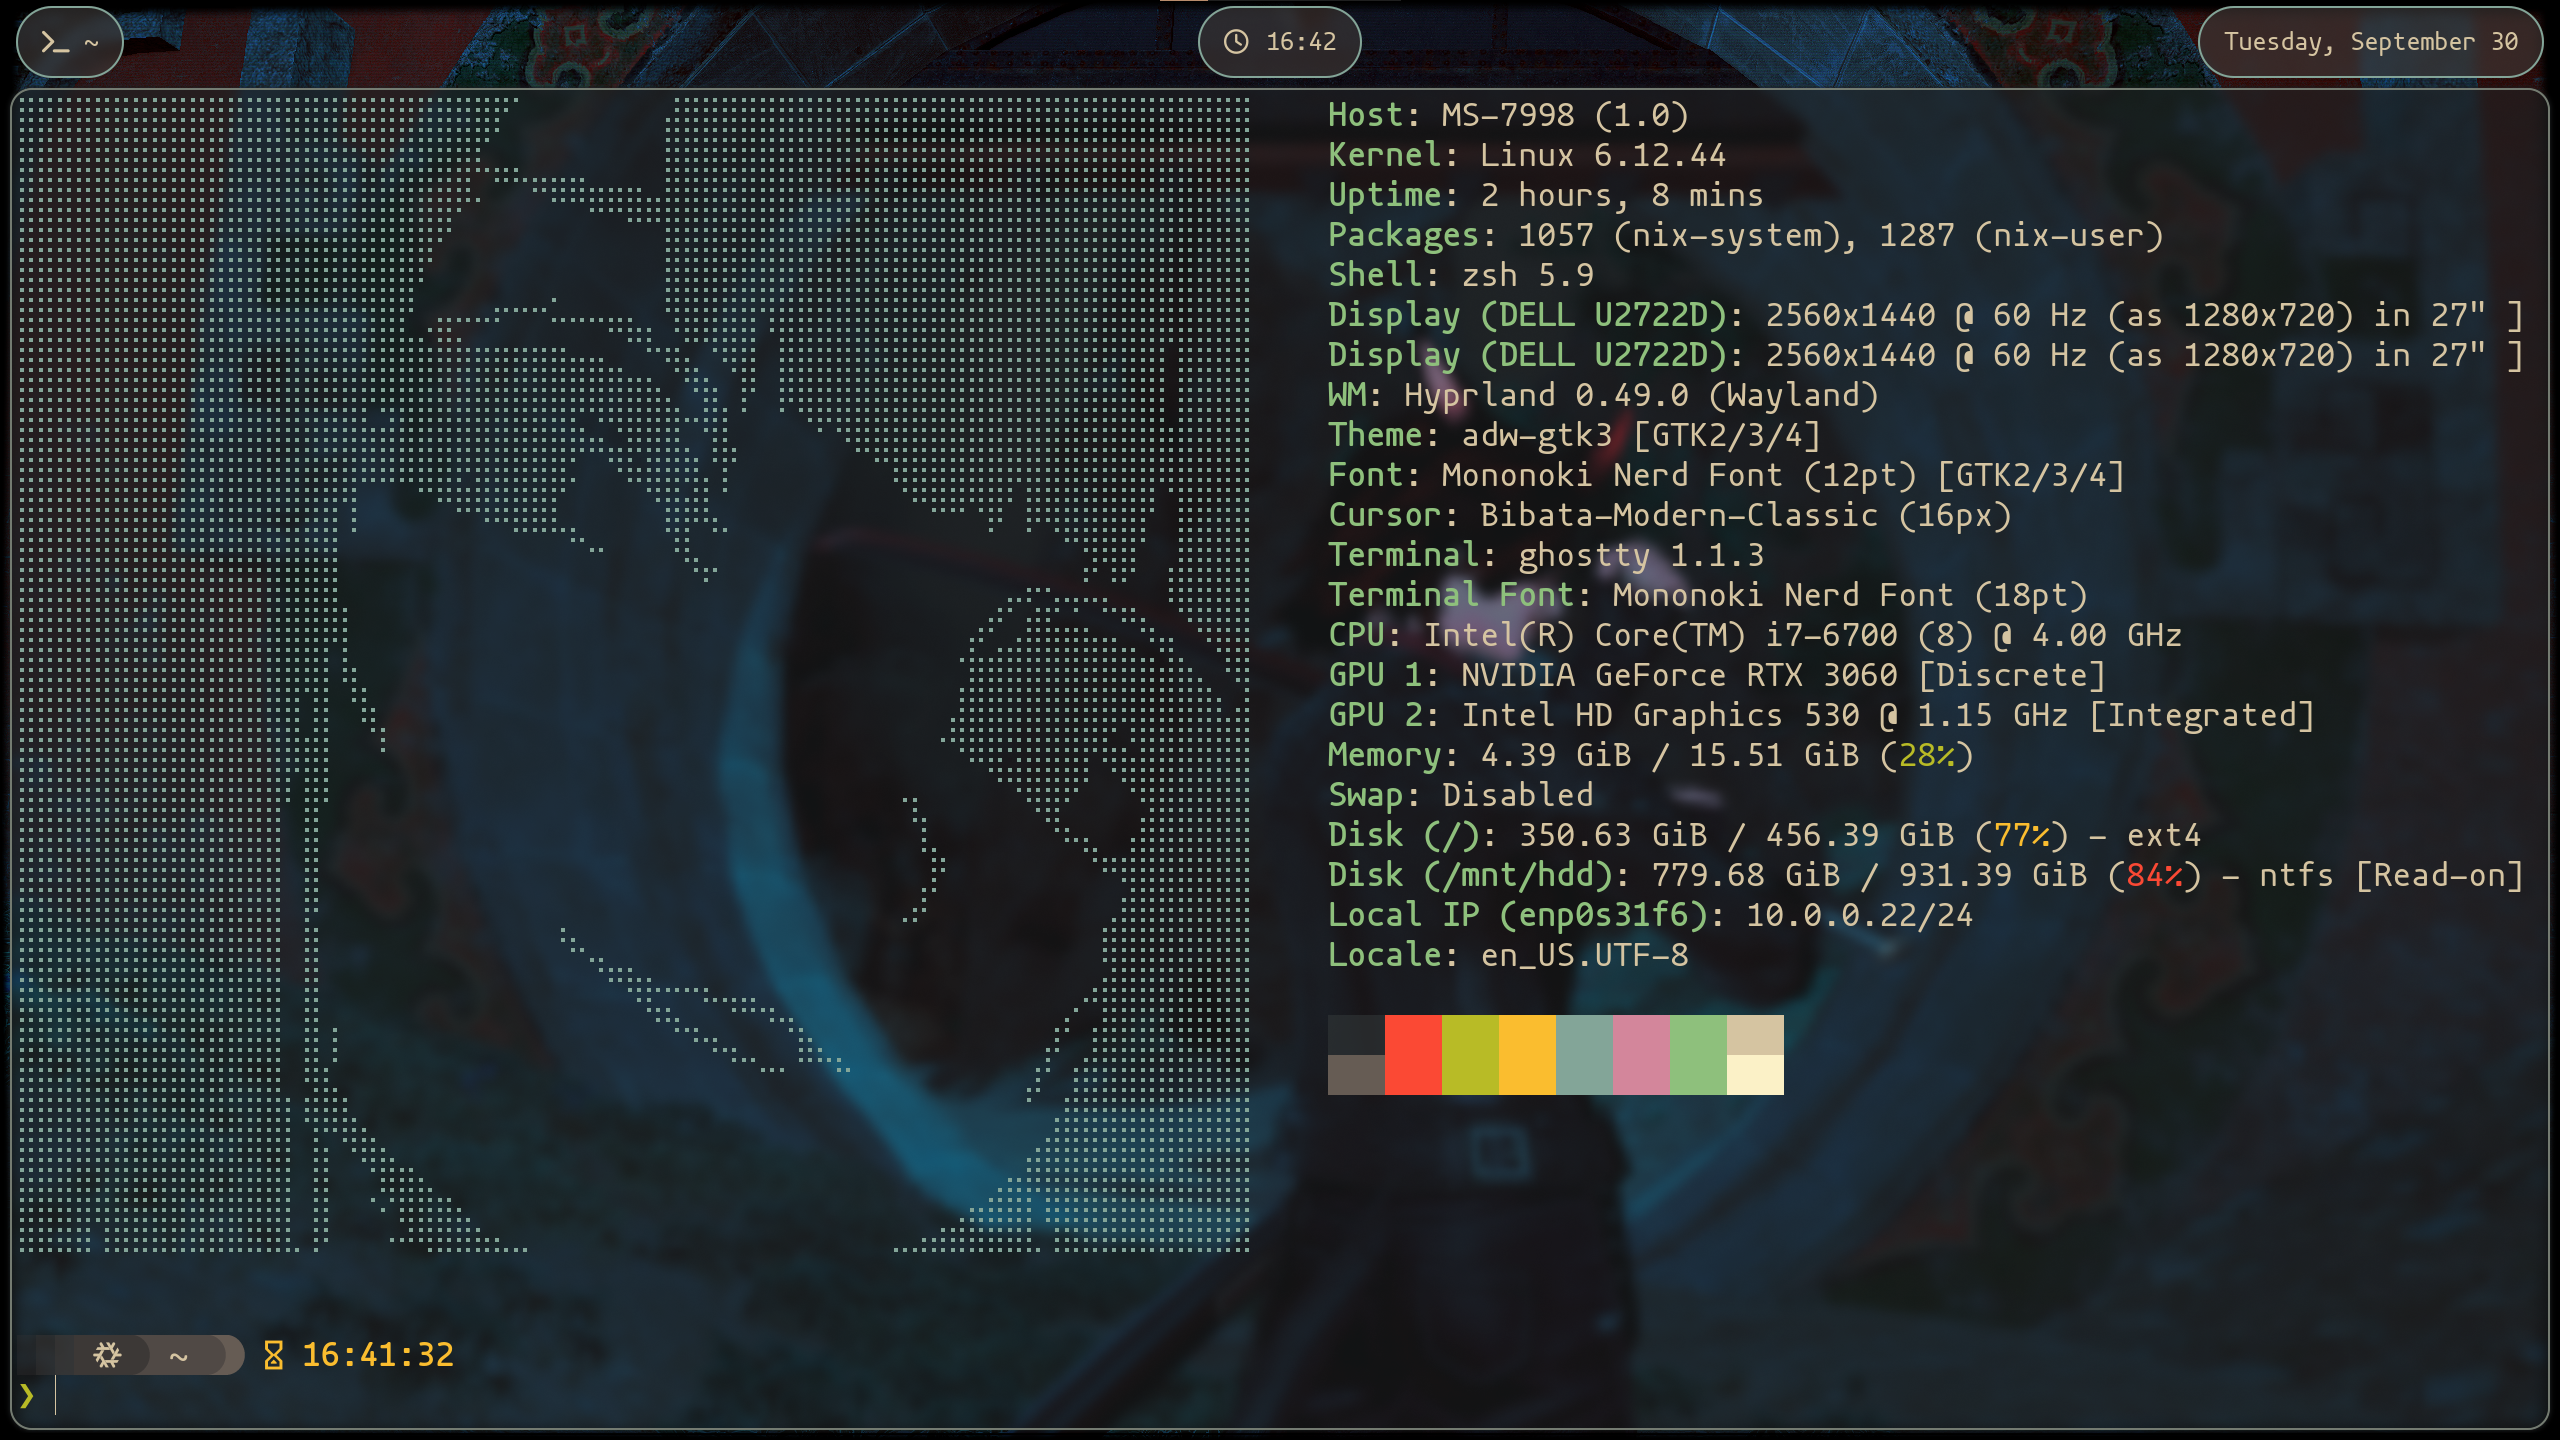 ~
16:42
Tuesday, September 30
Host: MS-7998 (1.0)
Kernel: Linux 6.12.44
Uptime: 2 hours, 8 mins
Packages: 1057 (nix-system), 1287 (nix-user)
Shell: zsh 5.9
Display (DELL U2722D): 2560x1440 @ 60 Hz (as 1280x720) in 27" ]
Display (DELL U2722D): 2560x1440 @ 60 Hz (as 1280x720) in 27" ]
WM: Hyprland 0.49.0 (Wayland)
Theme: adw-gtk3 [GTK2/3/4]
Font: Mononoki Nerd Font (12pt) [GTK2/3/4]
Cursor: Bibata-Modern-Classic (16px)
Terminal: ghostty 1.1.3
Terminal Font: Mononoki Nerd Font (18pt)
CPU: Intel(R) Core(TM) i7-6700 (8) @ 4.00 GHz
GPU 1: NVIDIA GeForce RTX 3060 [Discrete]
GPU 2: Intel HD Graphics 530 @ 1.15 GHz [Integrated]
Memory: 4.39 GiB / 15.51 GiB (28%)
Swap: Disabled
Disk (/): 350.63 GiB / 456.39 GiB (77%) - ext4
Disk (/mnt/hdd): 779.68 GiB / 931.39 GiB (84%) - ntfs [Read-on]
Local IP (enp0s31f6): 10.0.0.22/24
Locale: en_US.UTF-8
~ 16:41:32
❯